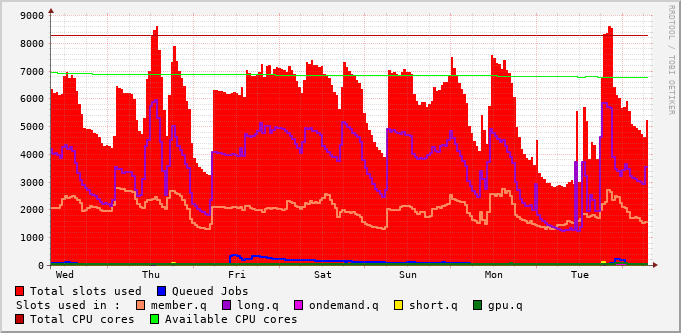 9000
8000
7000
6000
5000
4000
3000
2000
1000
0
Wed Thu Fri Sat Sun Mon Tue
Total slots used Queued Jobs
Slots used in : member.q long.q ondemand.q short.q gpu.q
Total CPU cores Available CPU cores
RRDTOOL / TOBI OETIKER